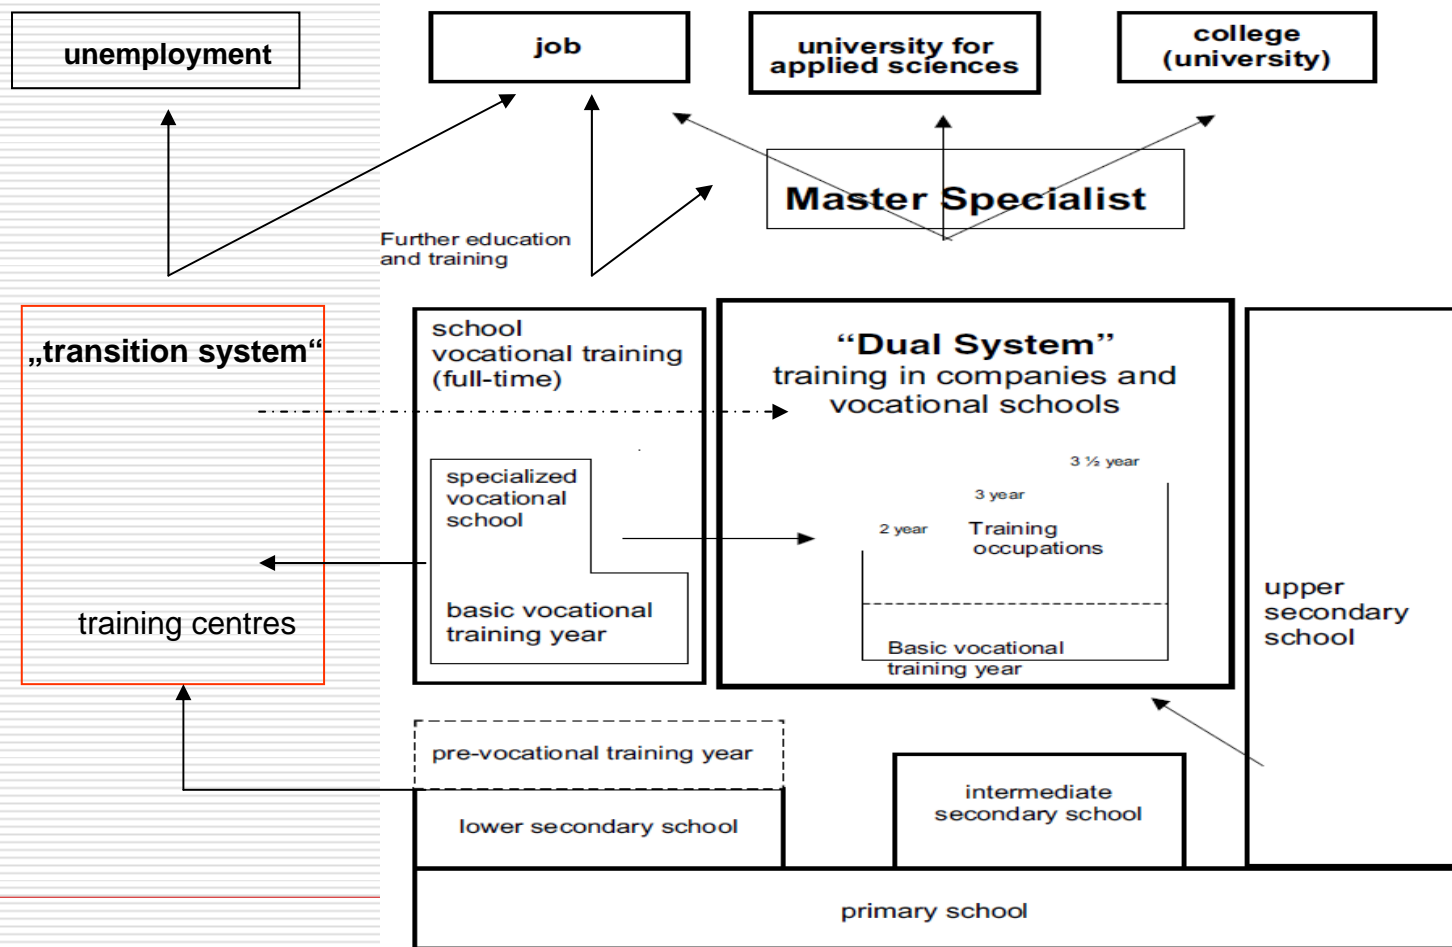 unemployment
job
university for
applied sciences
college
(university)
Master Specialist
Further education
and training
„transition system“
training centres
school
vocational training
(full-time)
specialized
vocational
school
basic vocational
training year
“Dual System”
training in companies and
vocational schools
3 ½ year
3 year
2 year
Training
occupations
Basic vocational
training year
upper
secondary
school
pre-vocational training year
lower secondary school
intermediate
secondary school
primary school